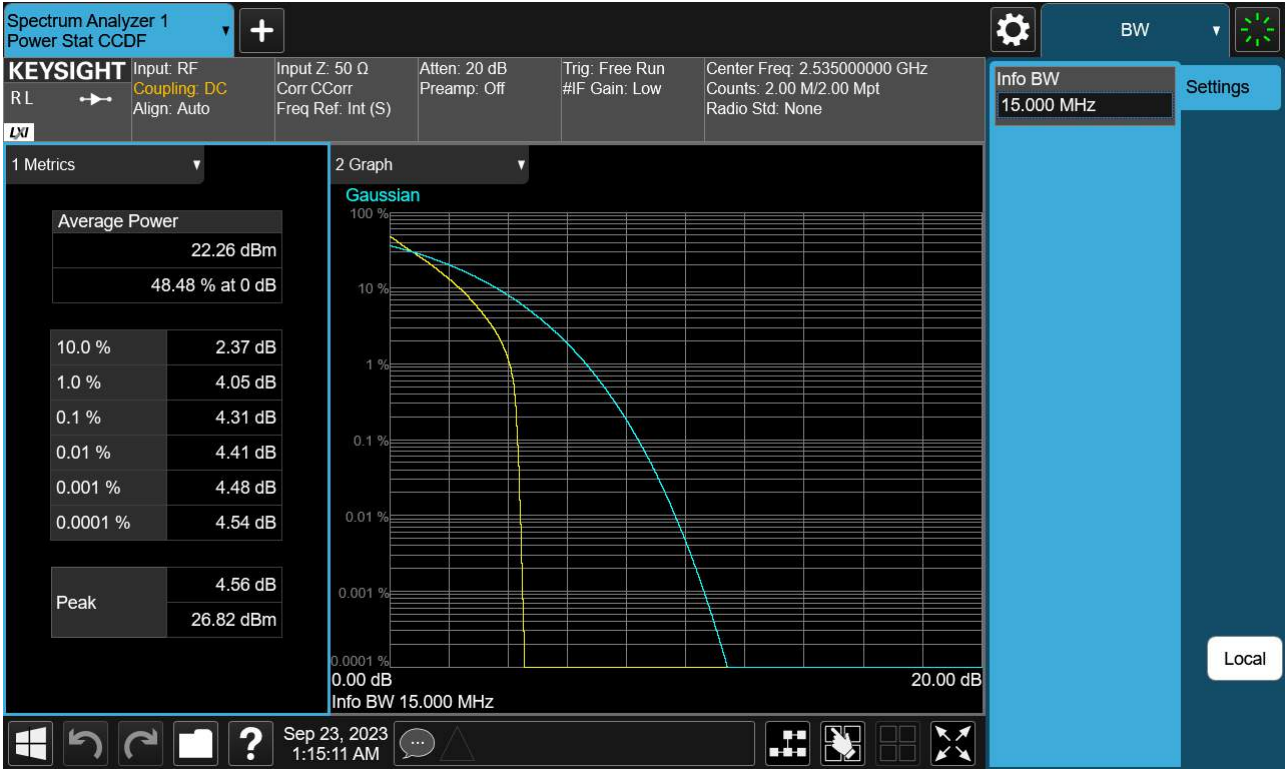 Spectrum Analyzer 1
Power Stat CCDF
BW
KEYSIGHT
R L
LXI
Input: RF
Coupling: DC
Align: Auto
Input Z: 50 Ω
Corr CCorr
Freq Ref: Int (S)
Atten: 20 dB
Preamp: Off
Trig: Free Run
#IF Gain: Low
Center Freq: 2.535000000 GHz
Counts: 2.00 M/2.00 Mpt
Radio Std: None
Info BW
15.000 MHz
Settings
1 Metrics
Average Power
22.26 dBm
48.48 % at 0 dB
10.0 % 2.37 dB
1.0 % 4.05 dB
0.1 % 4.31 dB
0.01 % 4.41 dB
0.001 % 4.48 dB
0.0001 % 4.54 dB
Peak
4.56 dB
26.82 dBm
2 Graph
Gaussian
100 %
10 %
1 %
0.1 %
0.01 %
0.001 %
0.0001 %
0.00 dB 20.00 dB
Info BW 15.000 MHz
Local
?
Sep 23, 2023
1:15:11 AM